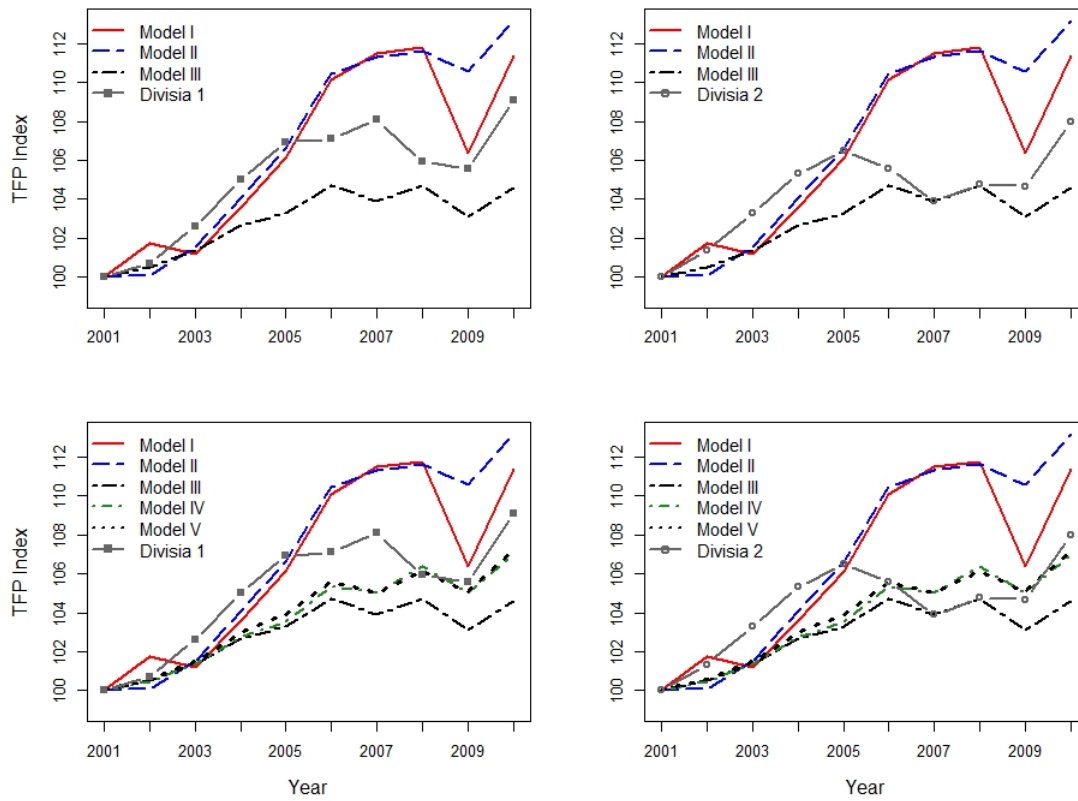 TFP Index
112
110
108
106
104
102
100
Model I
Model II
Model III
Divisia 1
2001
2003
2005
2007
2009
112
110
108
106
104
102
100
Model I
Model II
Model III
Divisia 2
2001
2003
2005
2007
2009
TFP Index
112
110
108
106
104
102
100
Model I
Model II
Model III
Model IV
Model V
Divisia 1
2001
2003
2005
2007
2009
Year
112
110
108
106
104
102
100
Model I
Model II
Model III
Model IV
Model V
Divisia 2
2001
2003
2005
2007
2009
Year